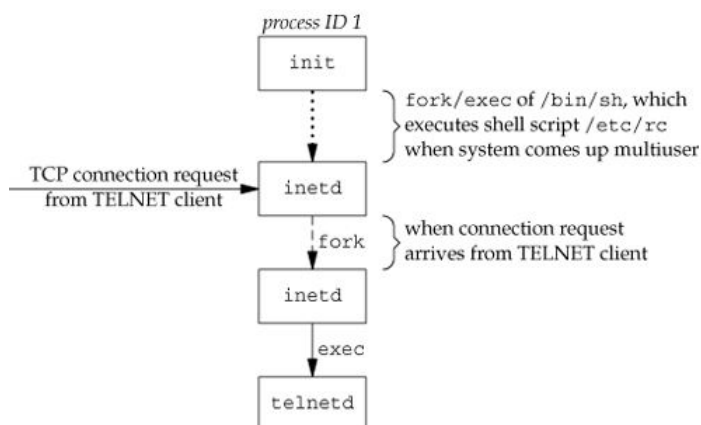 process ID 1
init
fork/exec of /bin/sh, which
executes shell script /etc/rc
when system comes up multiuser
TCP connection request
from TELNET client
inetd
fork
when connection request
arrives from TELNET client
inetd
exec
telnetd